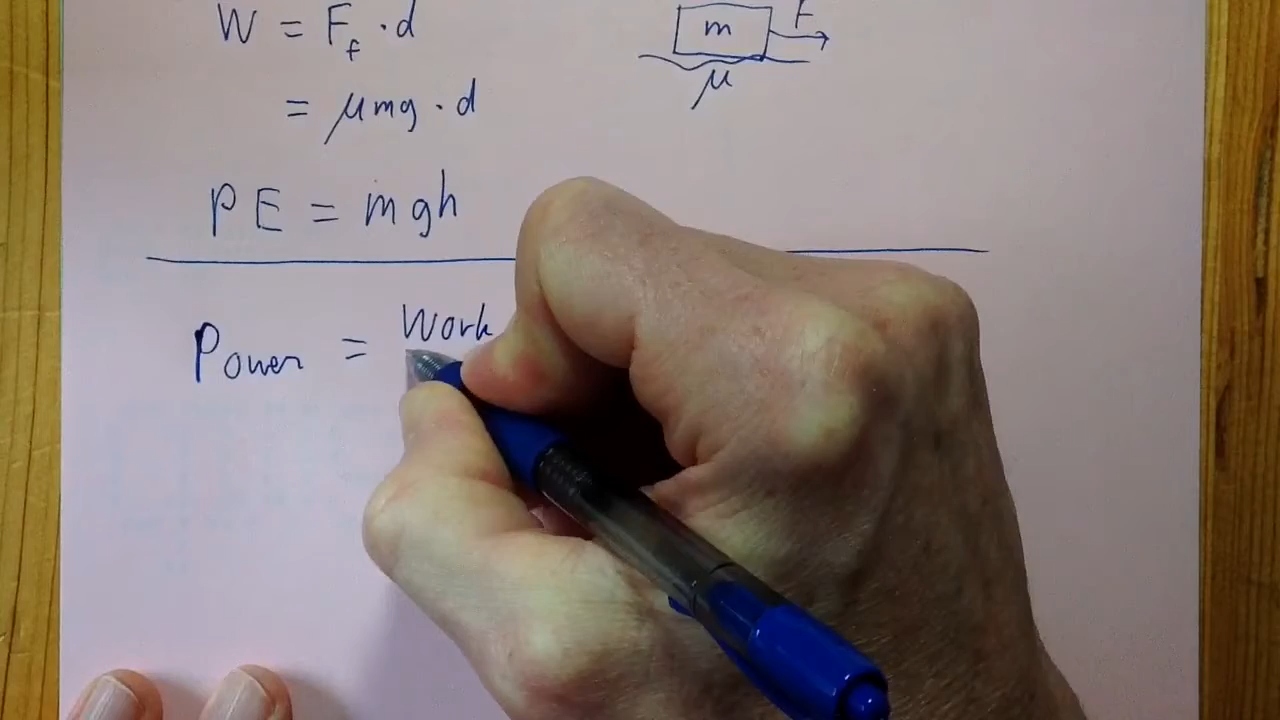 W = F_f · d
m
F
= μmg · d
μ
PE = mgh
Power = Work